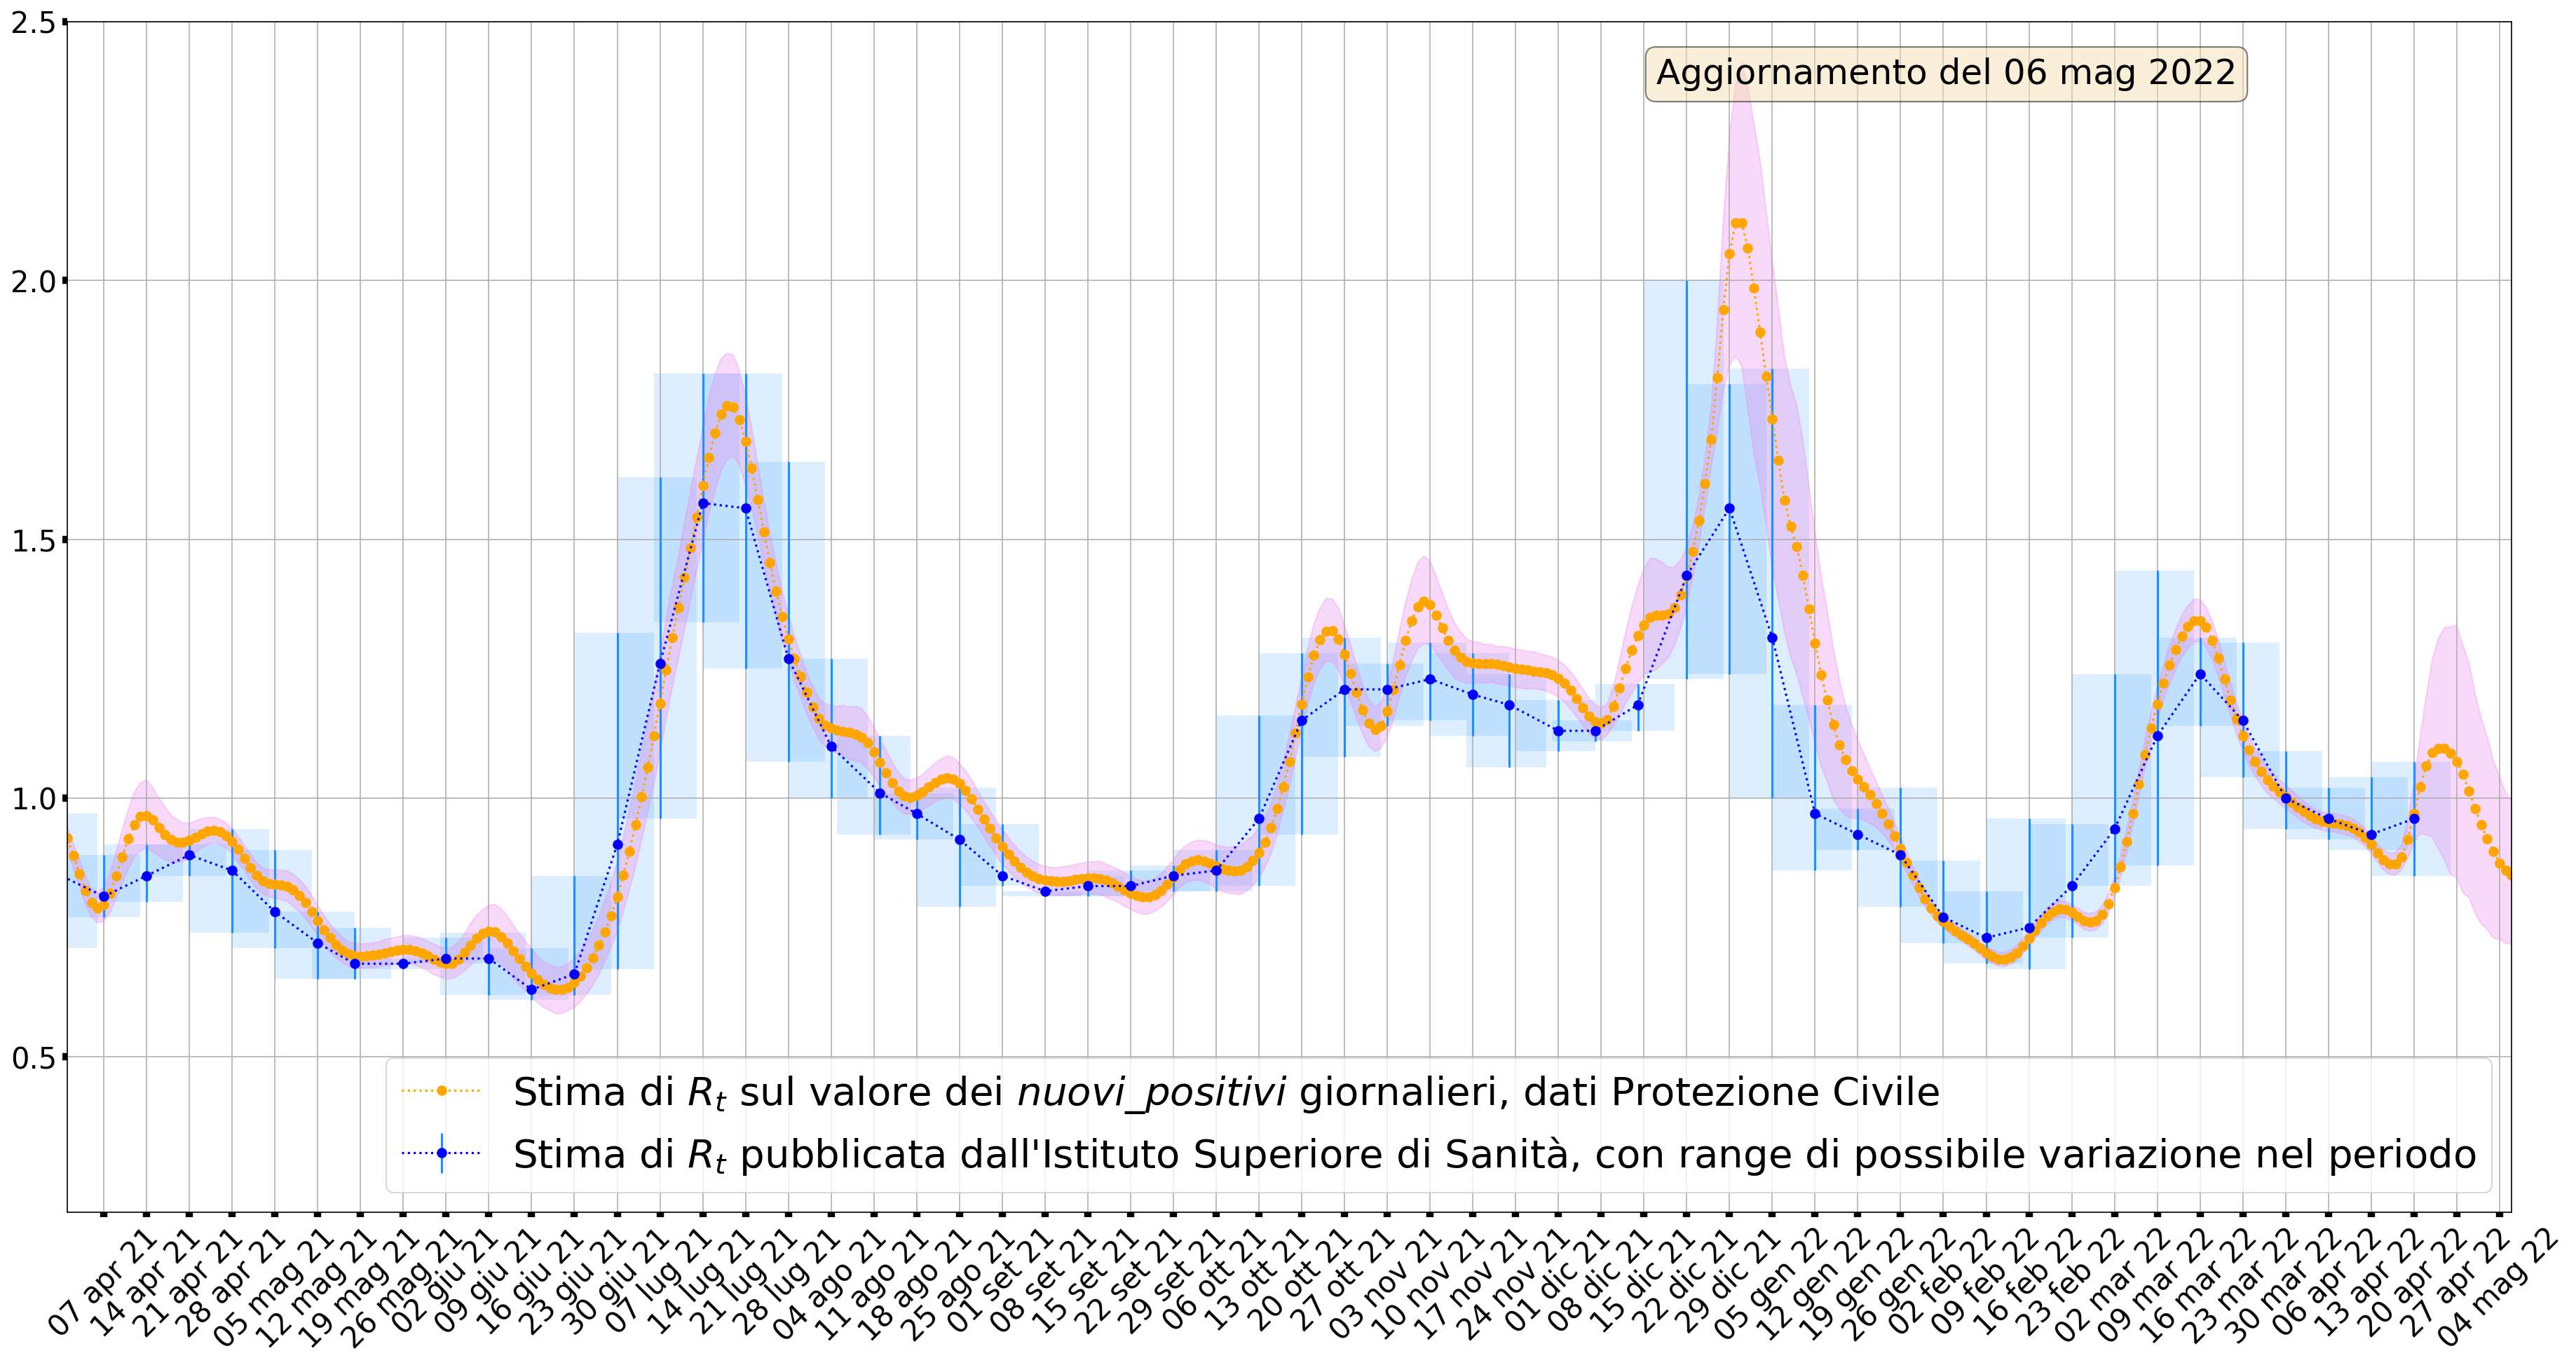 2.5
Aggiornamento del 06 mag 2022
2.0
1.5
1.0
0.5
Stima di Rt sul valore dei nuovi_positivi giornalieri, dati Protezione Civile
Stima di Rt pubblicata dall'Istituto Superiore di Sanità, con range di possibile variazione nel periodo
07 apr 21
14 apr 21
21 apr 21
28 apr 21
05 mag 21
12 mag 21
19 mag 21
26 mag 21
02 giu 21
09 giu 21
16 giu 21
23 giu 21
30 giu 21
07 lug 21
14 lug 21
21 lug 21
28 lug 21
04 ago 21
11 ago 21
18 ago 21
25 ago 21
01 set 21
08 set 21
15 set 21
22 set 21
29 set 21
06 ott 21
13 ott 21
20 ott 21
27 ott 21
03 nov 21
10 nov 21
17 nov 21
24 nov 21
01 dic 21
08 dic 21
15 dic 21
22 dic 21
29 dic 21
05 gen 22
12 gen 22
19 gen 22
26 gen 22
02 feb 22
09 feb 22
16 feb 22
23 feb 22
02 mar 22
09 mar 22
16 mar 22
23 mar 22
30 mar 22
06 apr 22
13 apr 22
20 apr 22
27 apr 22
04 mag 22